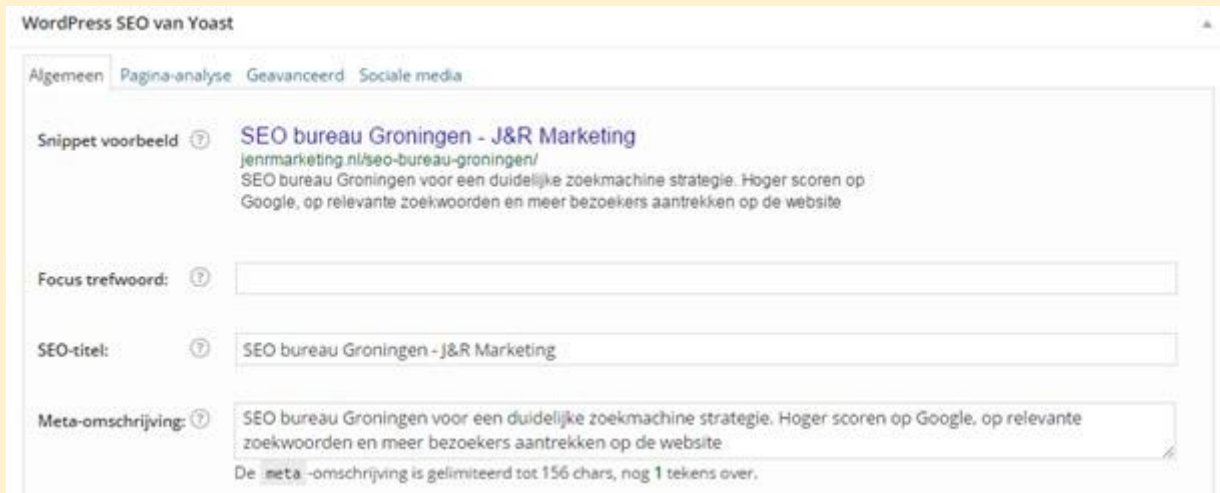 WordPress SEO van Yoast
Algemeen Pagina-analyse Geavanceerd Sociale media
Snippet voorbeeld ? SEO bureau Groningen - J&R Marketing
jenrmarketing.nl/seo-bureau-groningen/
SEO bureau Groningen voor een duidelijke zoekmachine strategie. Hoger scoren op
Google, op relevante zoekwoorden en meer bezoekers aantrekken op de website
Focus trefwoord: ?
SEO-titel: ? SEO bureau Groningen - J&R Marketing
Meta-omschrijving: ? SEO bureau Groningen voor een duidelijke zoekmachine strategie. Hoger scoren op Google, op relevante
zoekwoorden en meer bezoekers aantrekken op de website
De meta -omschrijving is gelimiteerd tot 156 chars, nog 1 tekens over.